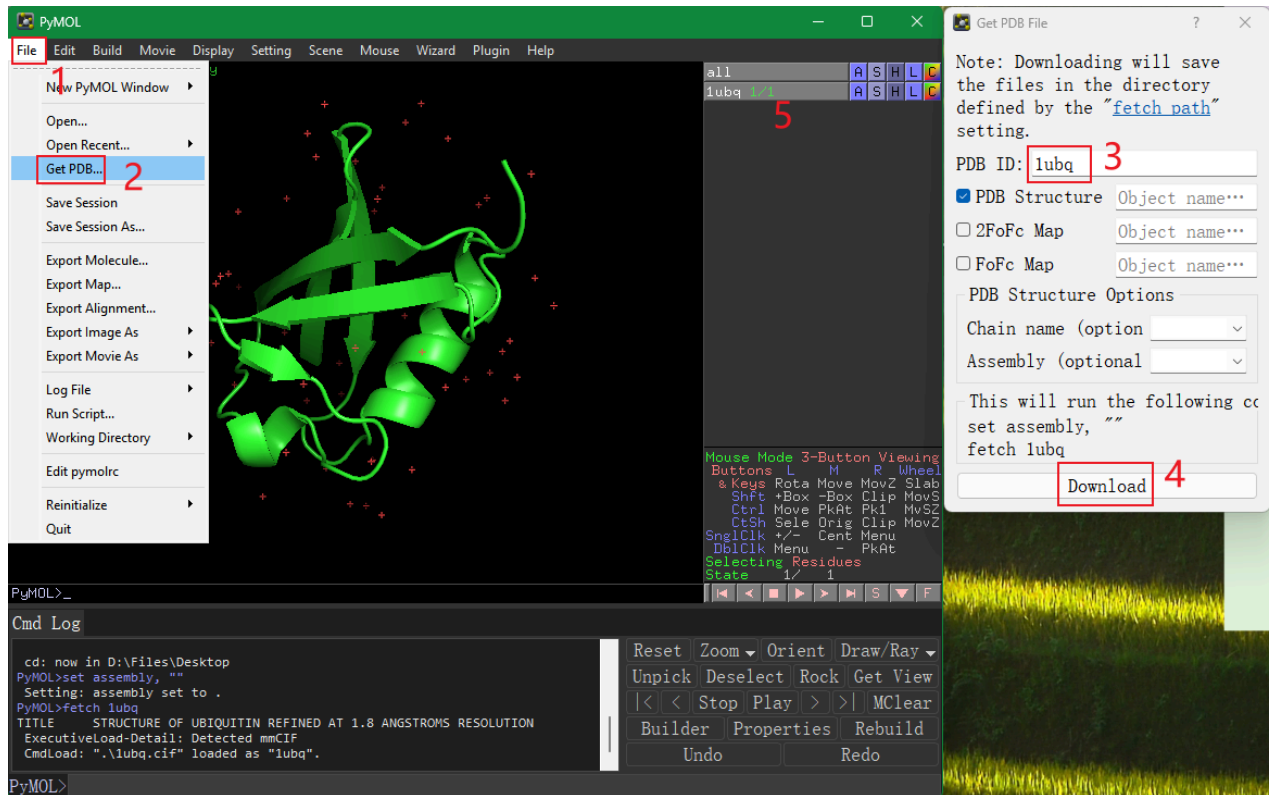 PyMOL
File Edit Build Movie Display Setting Scene Mouse Wizard Plugin Help
1
New PyMOL Window
Open...
Open Recent...
Get PDB...
2
Save Session
Save Session As...
Export Molecule...
Export Map...
Export Alignment...
Export Image As
Export Movie As
Log File
Run Script...
Working Directory
Edit pymolrc
Reinitialize
Quit
all A S H L C
1ubq 1/1 A S H L C
5
Mouse Mode 3-Button Viewing
Buttons L M R Wheel
& Keys Rota Move MovZ Slab
Shft +Box -Box Clip MovS
Ctrl Move PkAt Pk1 MvSZ
CtSh Sele Orig Clip MovZ
SnglClk +/- Cent Menu
DblClk Menu - PkAt
Selecting Residues
State 1/ 1
S F
PyMOL>_
Cmd Log
cd: now in D:\Files\Desktop
PyMOL>set assembly, ""
Setting: assembly set to .
PyMOL>fetch 1ubq
TITLE STRUCTURE OF UBIQUITIN REFINED AT 1.8 ANGSTROMS RESOLUTION
ExecutiveLoad-Detail: Detected mmCIF
CmdLoad: ".\1ubq.cif" loaded as "1ubq".
PyMOL>
Reset Zoom Orient Draw/Ray
Unpick Deselect Rock Get View
|< < Stop Play > >| MClear
Builder Properties Rebuild
Undo Redo
Get PDB File ?
Note: Downloading will save
the files in the directory
defined by the "fetch path"
setting.
PDB ID: 1ubq
3
PDB Structure Object name···
2FoFc Map Object name···
FoFc Map Object name···
PDB Structure Options
Chain name (option
Assembly (optional
This will run the following co
set assembly, ""
fetch 1ubq
Download
4